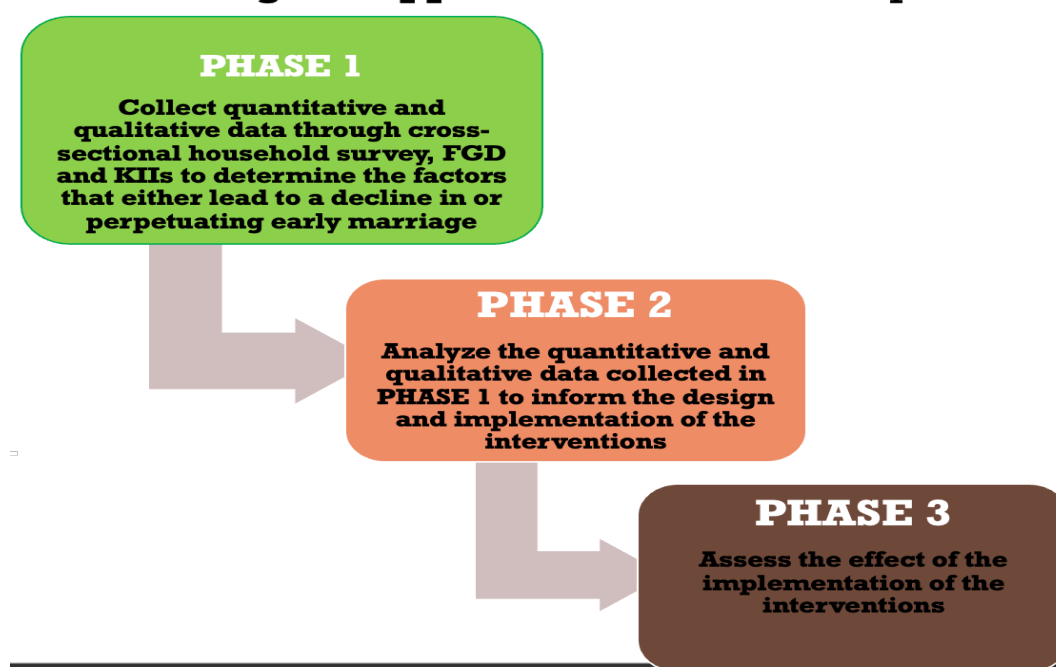 PHASE 1
Collect quantitative and
qualitative data through cross-
sectional household survey, FGD
and KIIs to determine the factors
that either lead to a decline in or
perpetuating early marriage
PHASE 2
Analyze the quantitative and
qualitative data collected in
PHASE 1 to inform the design
and implementation of the
interventions
PHASE 3
Assess the effect of the
implementation of the
interventions